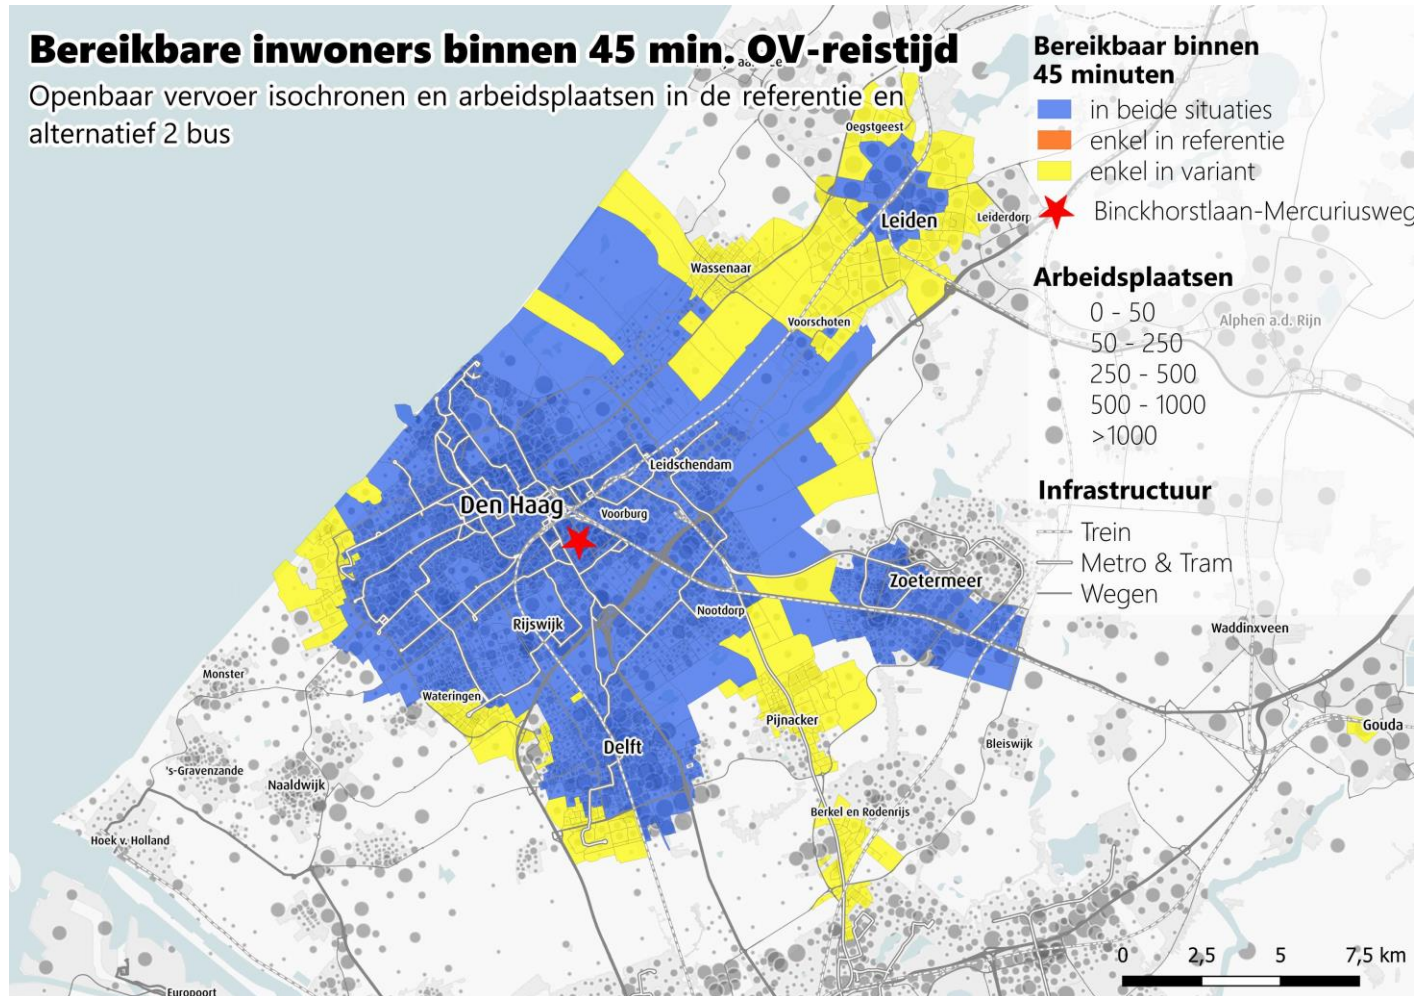 Bereikbare inwoners binnen 45 min. OV-reistijd
Openbaar vervoer isochronen en arbeidsplaatsen in de referentie en
alternatief 2 bus
Bereikbaar binnen
45 minuten
in beide situaties
enkel in referentie
enkel in variant
Binckhorstlaan-Mercuriusweg
Arbeidsplaatsen
0 - 50
50 - 250
250 - 500
500 - 1000
>1000
Infrastructuur
Trein
Metro & Tram
Wegen
Oegstgeest
Leiden
Leiderdorp
Wassenaar
Voorschoten
Alphen a.d. Rijn
Leidschendam
Den Haag
Voorburg
Zoetermeer
Nootdorp
Rijswijk
Waddinxveen
Monster
Wateringen
Pijnacker
Gouda
Delft
Bleiswijk
's-Gravenzande
Naaldwijk
Berkel en Rodenrijs
Hoek v. Holland
Europoort
0 2,5 5 7,5 km